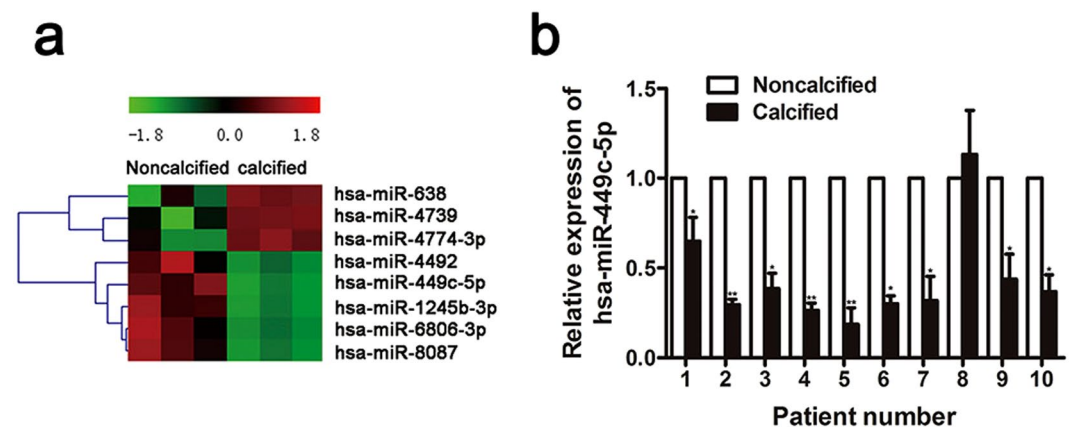 a
-1.8 0.0 1.8
Noncalcified calcified
hsa-miR-638
hsa-miR-4739
hsa-miR-4774-3p
hsa-miR-4492
hsa-miR-449c-5p
hsa-miR-1245b-3p
hsa-miR-6806-3p
hsa-miR-8087
b
Relative expression of
hsa-miR-449c-5p
1.5
1.0
0.5
0.0
Noncalcified
Calcified
* ** * ** ** * * * *
1 2 3 4 5 6 7 8 9 10
Patient number